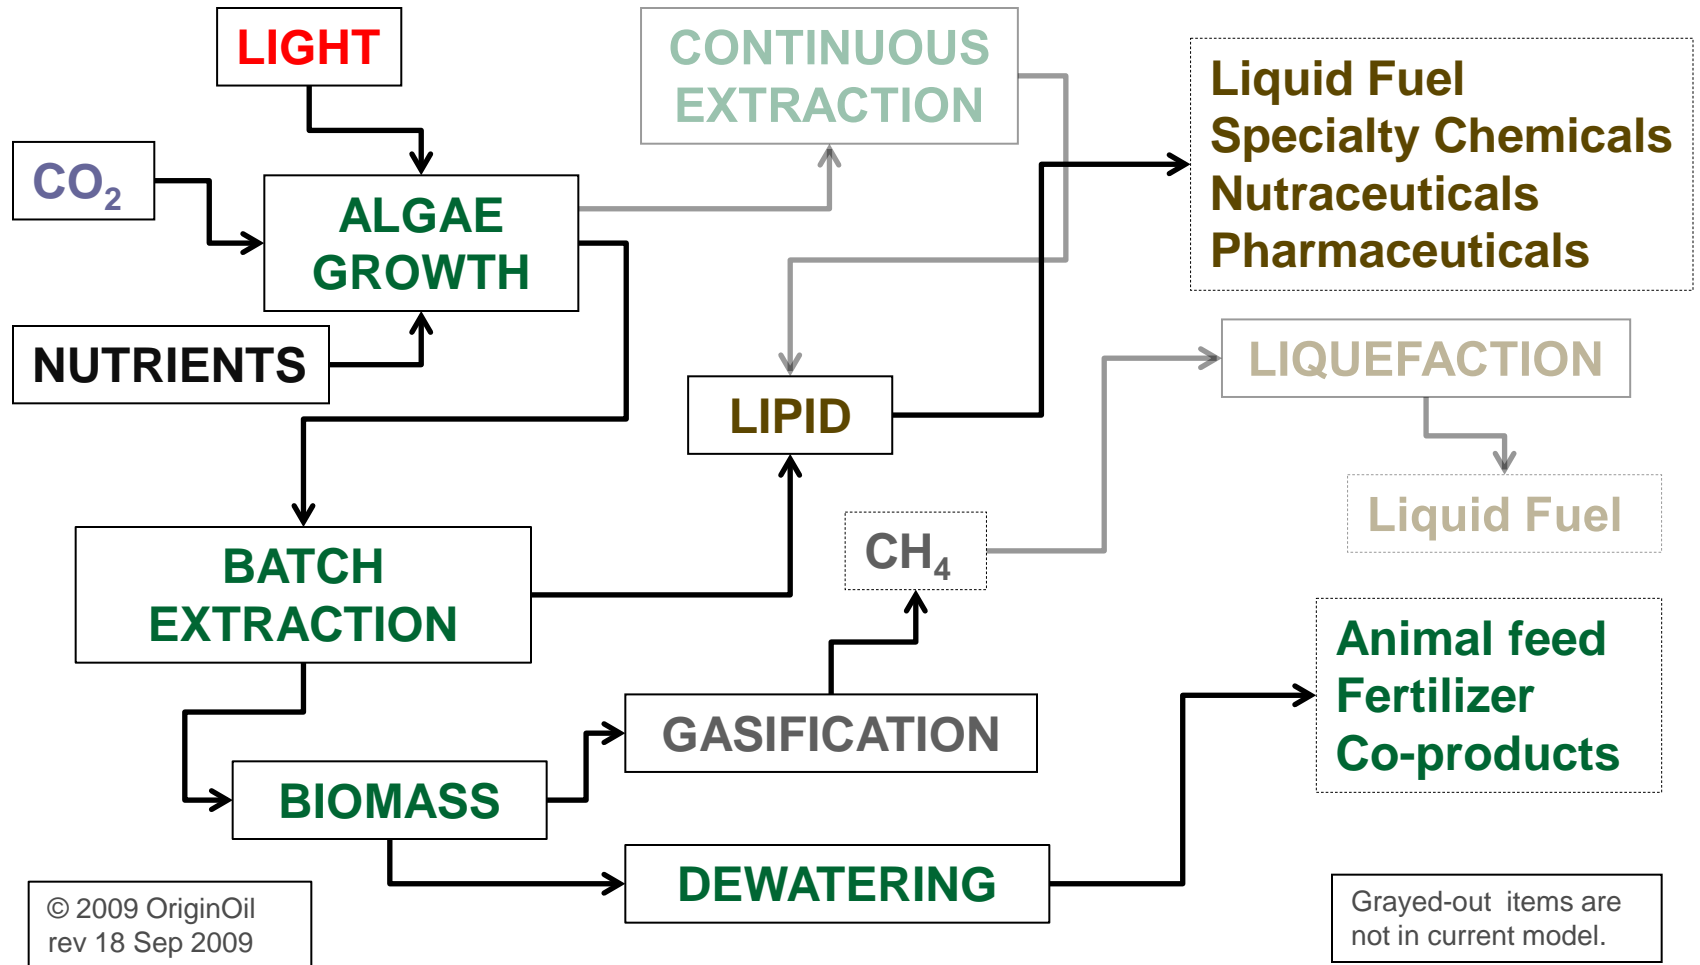 LIGHT
CONTINUOUS
EXTRACTION
Liquid Fuel
Specialty Chemicals
Nutraceuticals
Pharmaceuticals
CO₂
ALGAE
GROWTH
NUTRIENTS
LIPID
LIQUEFACTION
Liquid Fuel
BATCH
EXTRACTION
CH₄
Animal feed
Fertilizer
Co-products
GASIFICATION
BIOMASS
DEWATERING
© 2009 OriginOil
rev 18 Sep 2009
Grayed-out items are
not in current model.